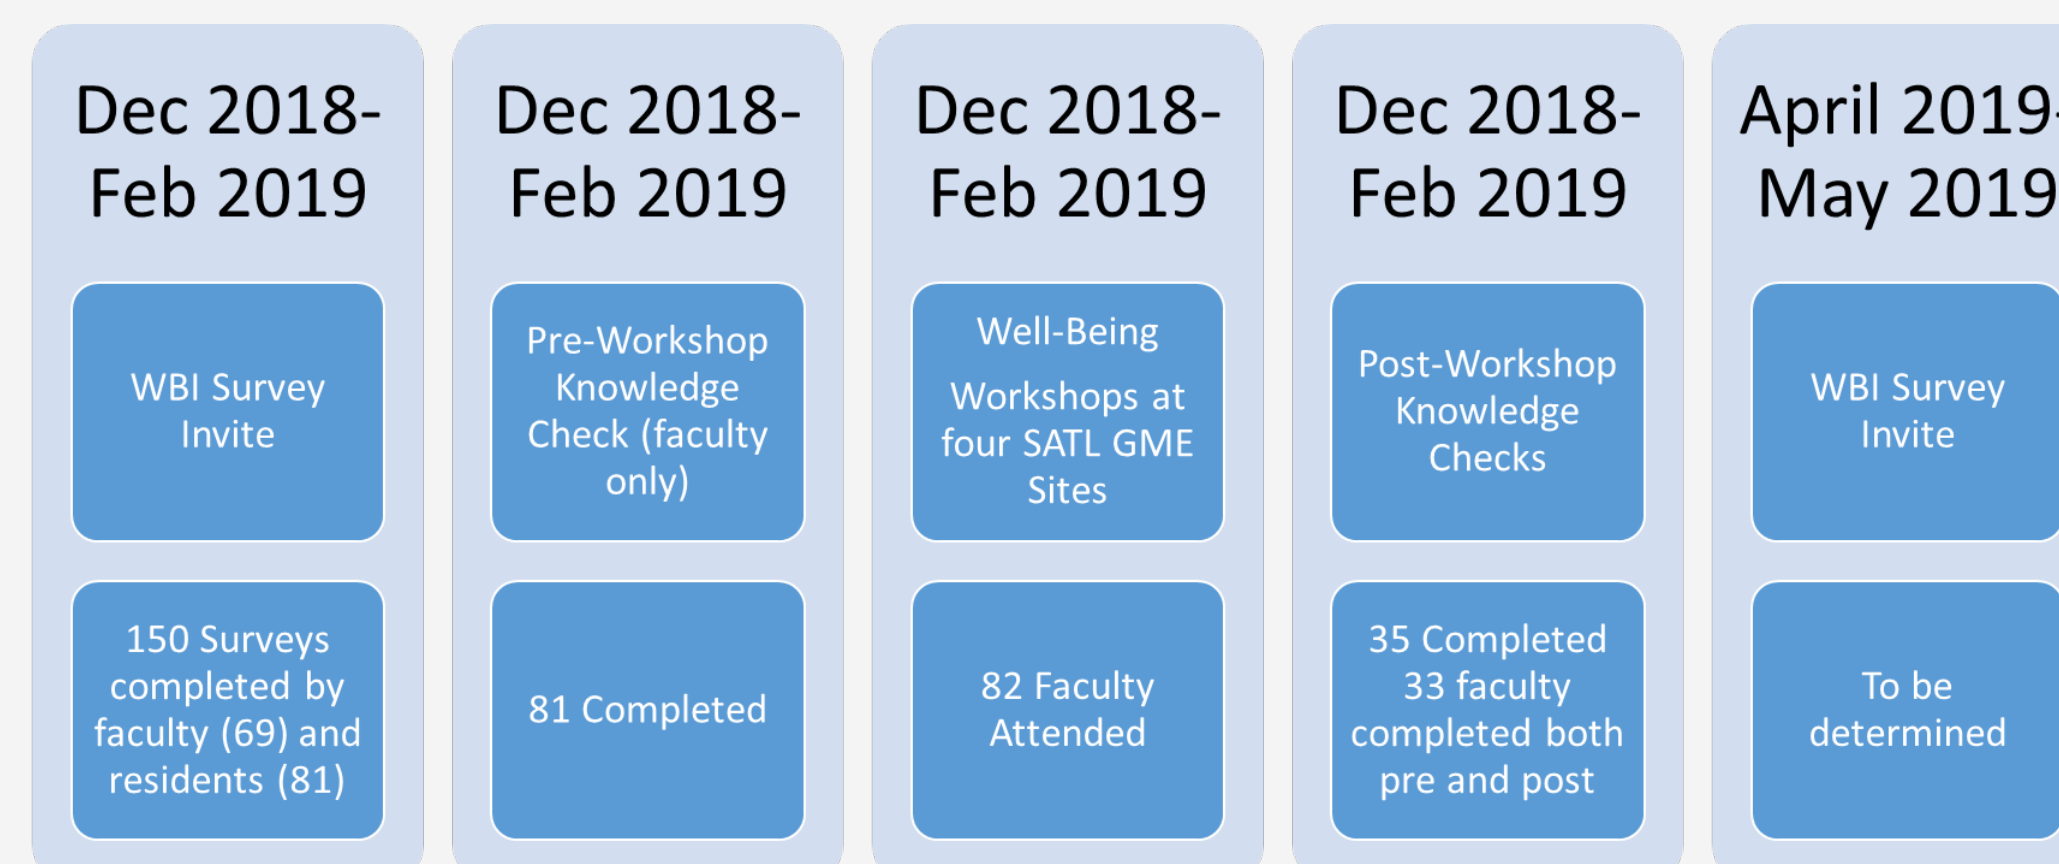 Dec 2018-
Feb 2019
WBI Survey
Invite
150 Surveys
completed by
faculty (69) and
residents (81)
Dec 2018-
Feb 2019
Pre-Workshop
Knowledge
Check (faculty
only)
81 Completed
Dec 2018-
Feb 2019
Well-Being
Workshops at
four SATL GME
Sites
82 Faculty
Attended
Dec 2018-
Feb 2019
Post-Workshop
Knowledge
Checks
35 Completed
33 faculty
completed both
pre and post
April 2019-
May 2019
WBI Survey
Invite
To be
determined